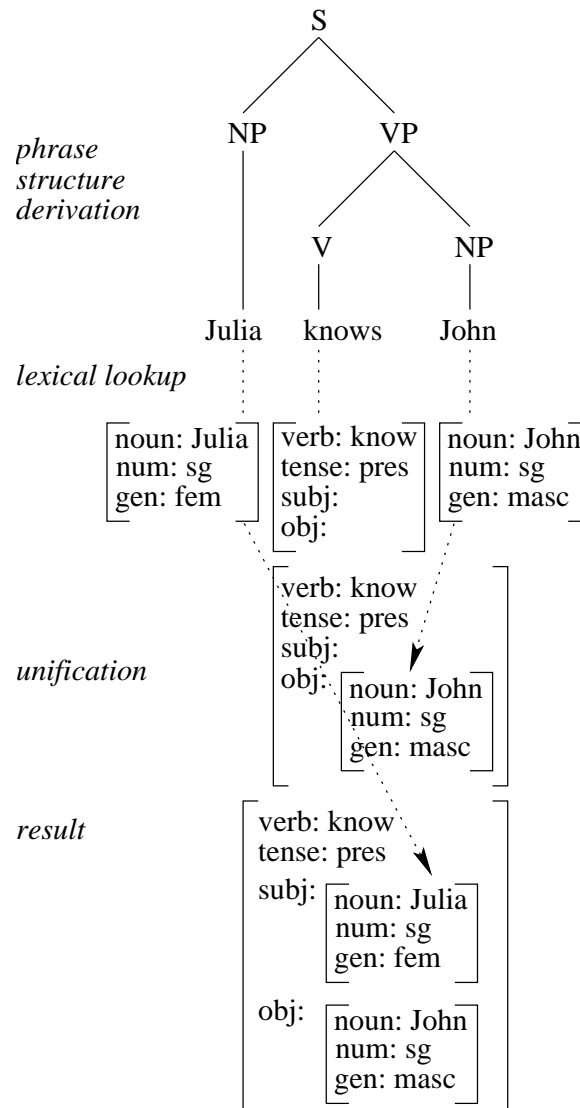 S
NP VP
phrase
structure
derivation
V NP
Julia knows John
lexical lookup
noun: Julia
num: sg
gen: fem
verb: know
tense: pres
subj:
obj:
noun: John
num: sg
gen: masc
unification
verb: know
tense: pres
subj:
obj:
noun: John
num: sg
gen: masc
result
verb: know
tense: pres
subj:
noun: Julia
num: sg
gen: fem
obj:
noun: John
num: sg
gen: masc